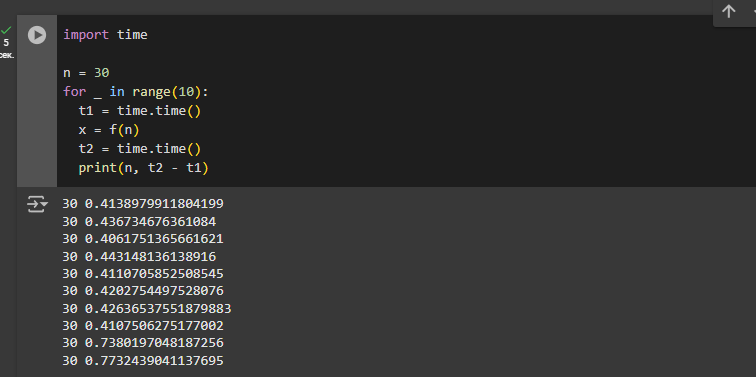 5
сек.
import time
n = 30
for _ in range(10):
  t1 = time.time()
  x = f(n)
  t2 = time.time()
  print(n, t2 - t1)
30 0.4138979911804199
30 0.436734676361084
30 0.4061751365661621
30 0.443148136138916
30 0.4110705852508545
30 0.4202754497528076
30 0.42636537551879883
30 0.4107506275177002
30 0.7380197048187256
30 0.7732439041137695